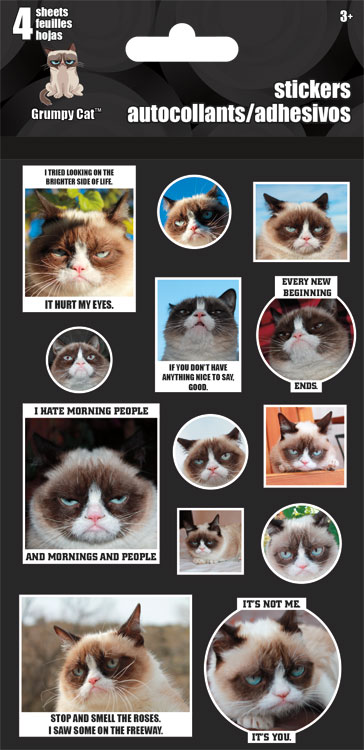 4 sheets
feuilles
hojas
3+
Grumpy Cat™
stickers
autocollants/adhesivos
I TRIED LOOKING ON THE
BRIGHTER SIDE OF LIFE.
IT HURT MY EYES.
IF YOU DON'T HAVE
ANYTHING NICE TO SAY,
GOOD.
EVERY NEW
BEGINNING
ENDS.
I HATE MORNING PEOPLE
AND MORNINGS AND PEOPLE
STOP AND SMELL THE ROSES.
I SAW SOME ON THE FREEWAY.
IT'S NOT ME.
IT'S YOU.